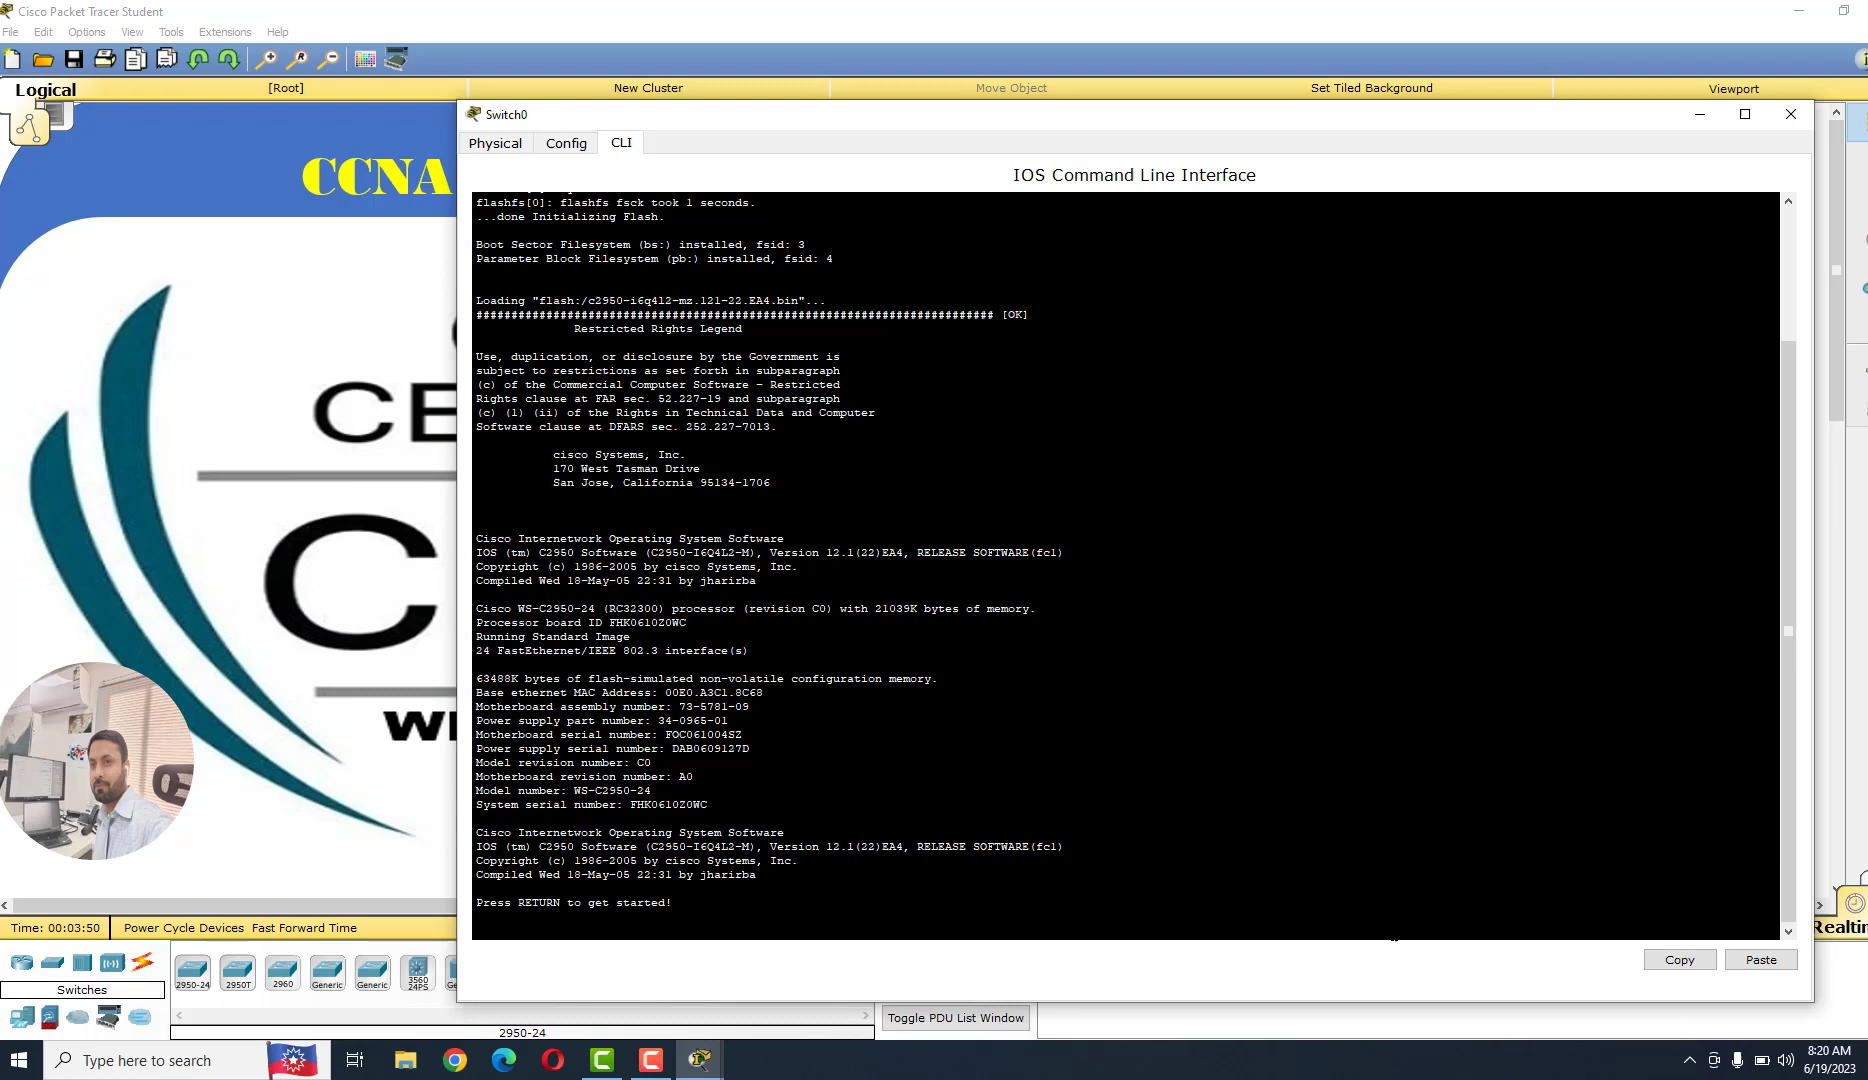 Cisco Packet Tracer Student
File Edit Options View Tools Extensions Help
Logical [Root] New Cluster Move Object Set Tiled Background Viewport
CCNA
Switch0
Physical Config CLI
IOS Command Line Interface
flashfs[0]: flashfs fsck took 1 seconds.
...done Initializing Flash.
Boot Sector Filesystem (bs:) installed, fsid: 3
Parameter Block Filesystem (pb:) installed, fsid: 4
Loading "flash:/c2950-i6q4l2-mz.121-22.EA4.bin"...
########################################################################## [OK]
Restricted Rights Legend
Use, duplication, or disclosure by the Government is
subject to restrictions as set forth in subparagraph
(c) of the Commercial Computer Software - Restricted
Rights clause at FAR sec. 52.227-19 and subparagraph
(c) (1) (ii) of the Rights in Technical Data and Computer
Software clause at DFARS sec. 252.227-7013.
cisco Systems, Inc.
170 West Tasman Drive
San Jose, California 95134-1706
Cisco Internetwork Operating System Software
IOS (tm) C2950 Software (C2950-I6Q4L2-M), Version 12.1(22)EA4, RELEASE SOFTWARE(fc1)
Copyright (c) 1986-2005 by cisco Systems, Inc.
Compiled Wed 18-May-05 22:31 by jharirba
Cisco WS-C2950-24 (RC32300) processor (revision C0) with 21039K bytes of memory.
Processor board ID FHK0610Z0WC
Running Standard Image
24 FastEthernet/IEEE 802.3 interface(s)
63488K bytes of flash-simulated non-volatile configuration memory.
Base ethernet MAC Address: 00E0.A3C1.8C68
Motherboard assembly number: 73-5781-09
Power supply part number: 34-0965-01
Motherboard serial number: FOC061004SZ
Power supply serial number: DAB0609127D
Model revision number: C0
Motherboard revision number: A0
Model number: WS-C2950-24
System serial number: FHK0610Z0WC
Cisco Internetwork Operating System Software
IOS (tm) C2950 Software (C2950-I6Q4L2-M), Version 12.1(22)EA4, RELEASE SOFTWARE(fc1)
Copyright (c) 1986-2005 by cisco Systems, Inc.
Compiled Wed 18-May-05 22:31 by jharirba
Press RETURN to get started!
Copy Paste
CE
C
WI
Time: 00:03:50 Power Cycle Devices Fast Forward Time
Realtim
Switches
2950-24 2950T 2960 Generic Generic 3560 24PS Ge
2950-24
Toggle PDU List Window
Type here to search
8:20 AM
6/19/2023